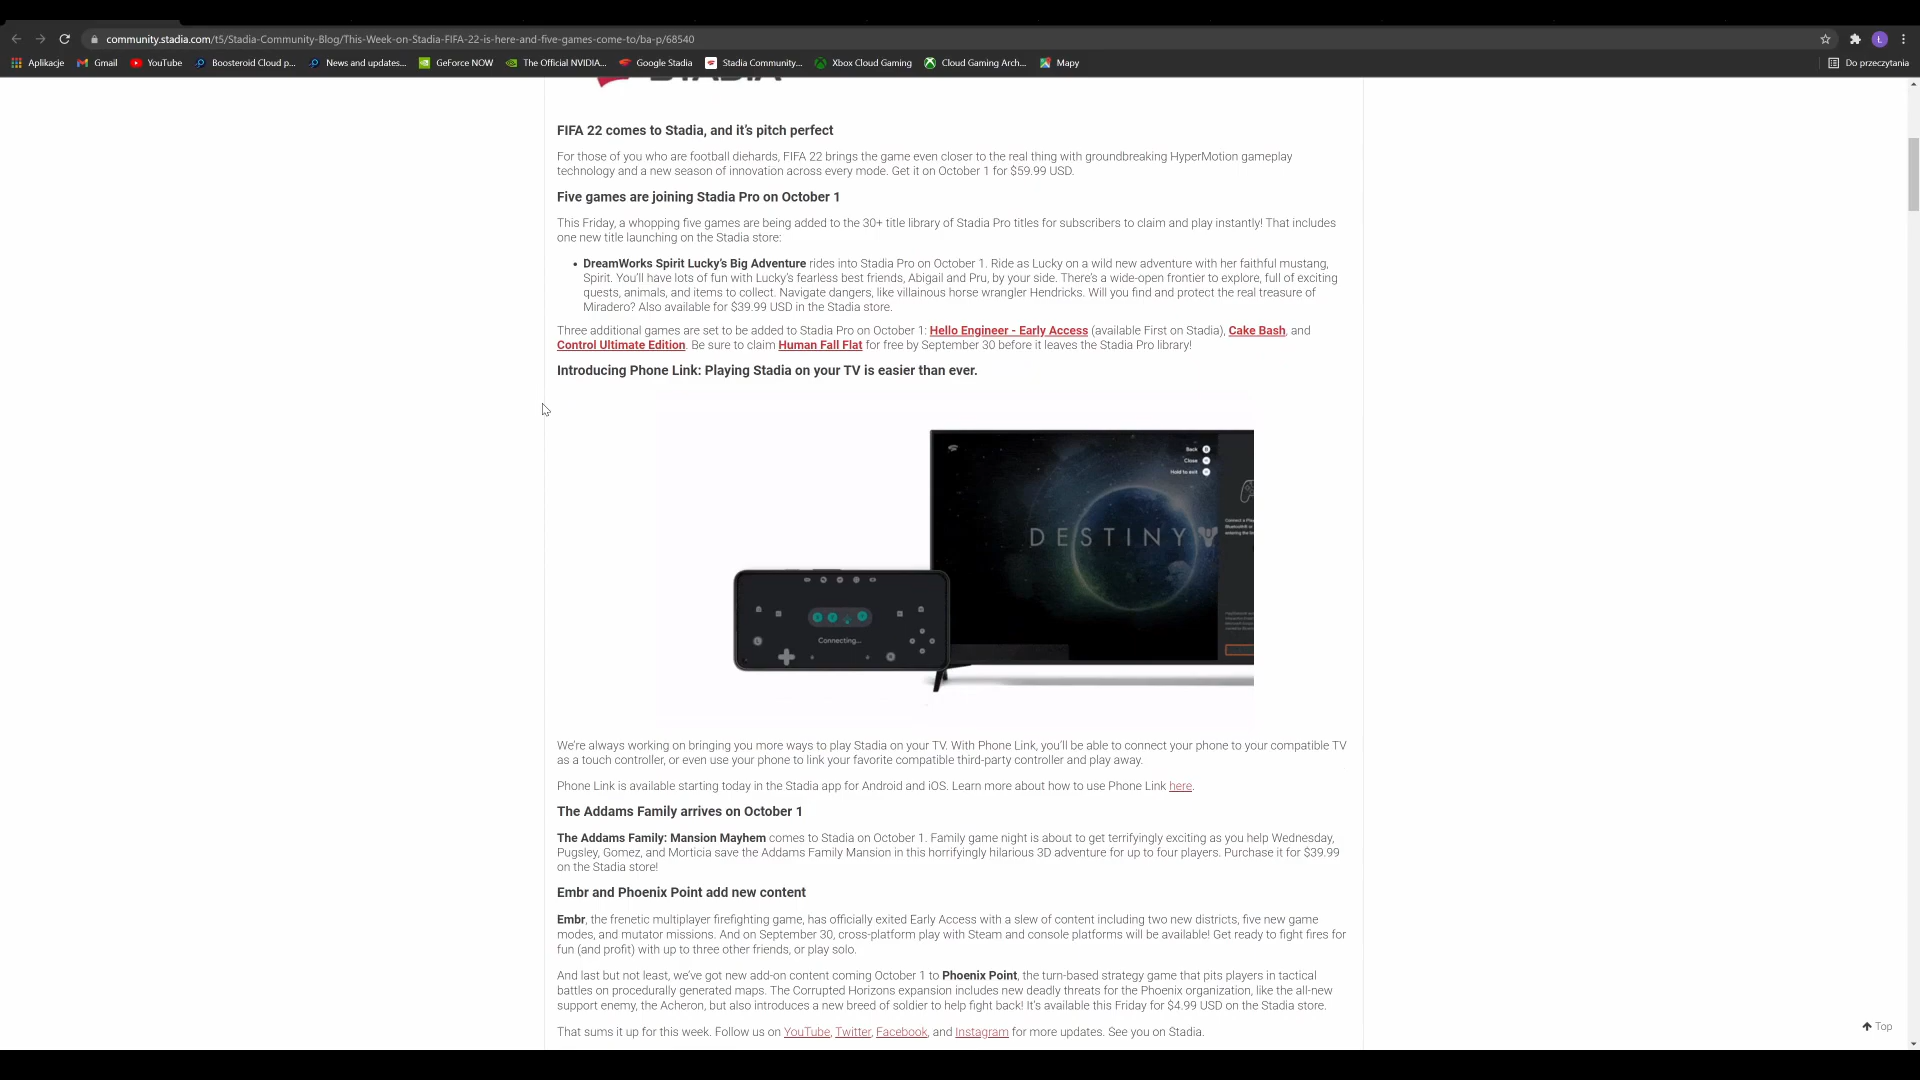 community.stadia.com/t5/Stadia-Community-Blog/This-Week-on-Stadia-FIFA-22-is-here-and-five-games-come-to/ba-p/68540
Aplikacje Gmail YouTube Boosteroid Cloud p... News and updates... GeForce NOW The Official NVIDIA... Google Stadia Stadia Community... Xbox Cloud Gaming Cloud Gaming Arch... Mapy Do przeczytania
STADIA
FIFA 22 comes to Stadia, and it’s pitch perfect
For those of you who are football diehards, FIFA 22 brings the game even closer to the real thing with groundbreaking HyperMotion gameplay
technology and a new season of innovation across every mode. Get it on October 1 for $59.99 USD.
Five games are joining Stadia Pro on October 1
This Friday, a whopping five games are being added to the 30+ title library of Stadia Pro titles for subscribers to claim and play instantly! That includes
one new title launching on the Stadia store:
• DreamWorks Spirit Lucky’s Big Adventure rides into Stadia Pro on October 1. Ride as Lucky on a wild new adventure with her faithful mustang,
Spirit. You’ll have lots of fun with Lucky’s fearless best friends, Abigail and Pru, by your side. There’s a wide-open frontier to explore, full of exciting
quests, animals, and items to collect. Navigate dangers, like villainous horse wrangler Hendricks. Will you find and protect the real treasure of
Miradero? Also available for $39.99 USD in the Stadia store.
Three additional games are set to be added to Stadia Pro on October 1: Hello Engineer - Early Access (available First on Stadia), Cake Bash, and
Control Ultimate Edition. Be sure to claim Human Fall Flat for free by September 30 before it leaves the Stadia Pro library!
Introducing Phone Link: Playing Stadia on your TV is easier than ever.
Back
Close
Hold to exit
DESTINY
Connecting...
We’re always working on bringing you more ways to play Stadia on your TV. With Phone Link, you’ll be able to connect your phone to your compatible TV
as a touch controller, or even use your phone to link your favorite compatible third-party controller and play away.
Phone Link is available starting today in the Stadia app for Android and iOS. Learn more about how to use Phone Link here.
The Addams Family arrives on October 1
The Addams Family: Mansion Mayhem comes to Stadia on October 1. Family game night is about to get terrifyingly exciting as you help Wednesday,
Pugsley, Gomez, and Morticia save the Addams Family Mansion in this horrifyingly hilarious 3D adventure for up to four players. Purchase it for $39.99
on the Stadia store!
Embr and Phoenix Point add new content
Embr, the frenetic multiplayer firefighting game, has officially exited Early Access with a slew of content including two new districts, five new game
modes, and mutator missions. And on September 30, cross-platform play with Steam and console platforms will be available! Get ready to fight fires for
fun (and profit) with up to three other friends, or play solo.
And last but not least, we’ve got new add-on content coming October 1 to Phoenix Point, the turn-based strategy game that pits players in tactical
battles on procedurally generated maps. The Corrupted Horizons expansion includes new deadly threats for the Phoenix organization, like the all-new
support enemy, the Acheron, but also introduces a new breed of soldier to help fight back! It’s available this Friday for $4.99 USD on the Stadia store.
That sums it up for this week. Follow us on YouTube, Twitter, Facebook, and Instagram for more updates. See you on Stadia.
Top